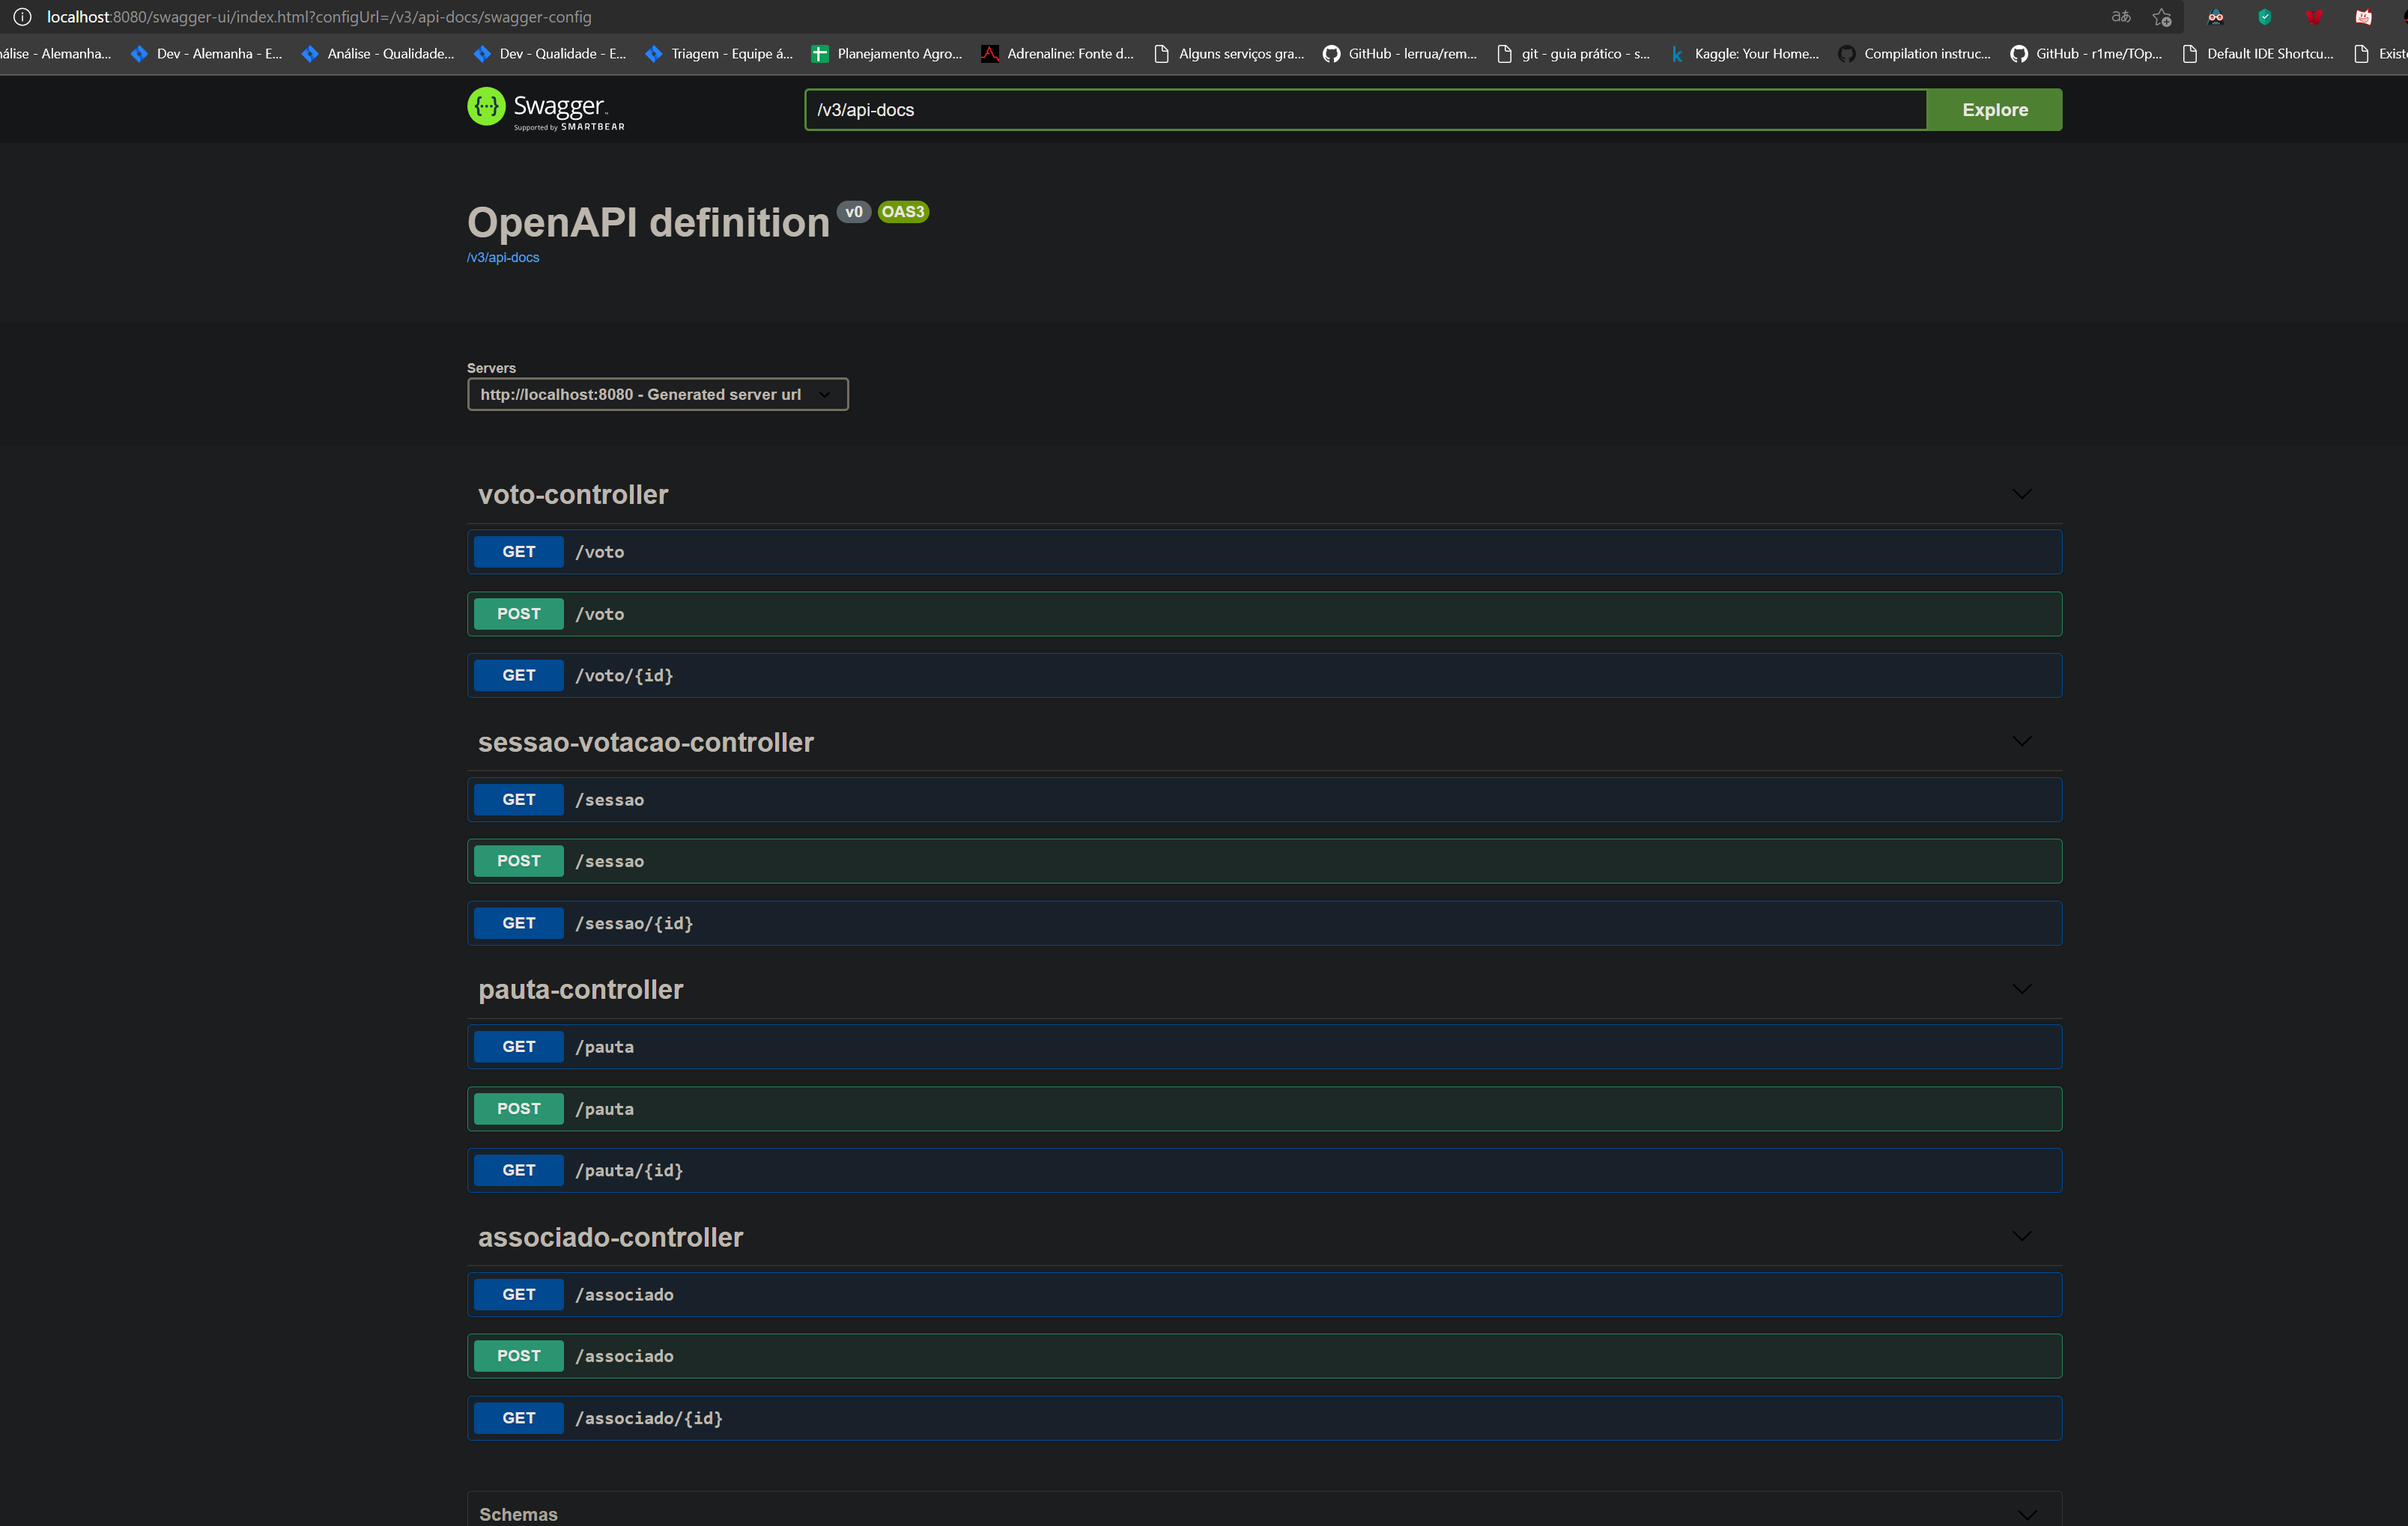 localhost:8080/swagger-ui/index.html?configUrl=/v3/api-docs/swagger-config
álise - Alemanha... Dev - Alemanha - E... Análise - Qualidade... Dev - Qualidade - E... Triagem - Equipe á... Planejamento Agro... Adrenaline: Fonte d... Alguns serviços gra... GitHub - lerrua/rem... git - guia prático - s... Kaggle: Your Home... Compilation instruc... GitHub - r1me/TOp... Default IDE Shortcu... Exist
Swagger
Supported by SMARTBEAR
/v3/api-docs
Explore
OpenAPI definition v0 OAS3
/v3/api-docs
Servers
http://localhost:8080 - Generated server url
voto-controller
GET /voto
POST /voto
GET /voto/{id}
sessao-votacao-controller
GET /sessao
POST /sessao
GET /sessao/{id}
pauta-controller
GET /pauta
POST /pauta
GET /pauta/{id}
associado-controller
GET /associado
POST /associado
GET /associado/{id}
Schemas